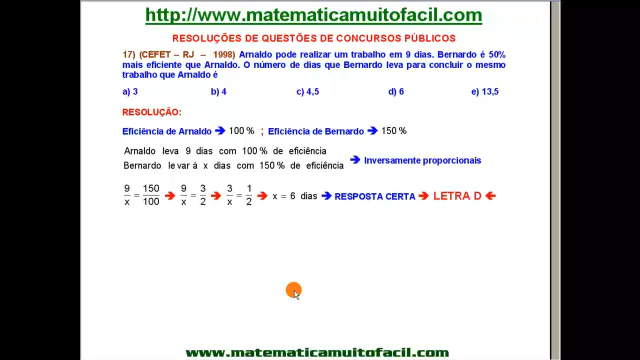 http://www.matematicamuitofacil.com
RESOLUÇÕES DE QUESTÕES DE CONCURSOS PÚBLICOS
17) (CEFET – RJ – 1998) Arnaldo pode realizar um trabalho em 9 dias. Bernardo é 50%
mais eficiente que Arnaldo. O número de dias que Bernardo leva para concluir o mesmo
trabalho que Arnaldo é
a) 3 b) 4 c) 4,5 d) 6 e) 13,5
RESOLUÇÃO:
Eficiência de Arnaldo ➔ 100 % ; Eficiência de Bernardo ➔ 150 %
Arnaldo leva 9 dias com 100 % de eficiência
Bernardo levará x dias com 150 % de eficiência ➔ Inversamente proporcionais
9/x = 150/100 ➔ 9/x = 3/2 ➔ 3/x = 1/2 ➔ x = 6 dias ➔ RESPOSTA CERTA ➔ LETRA D ←
www.matematicamuitofacil.com